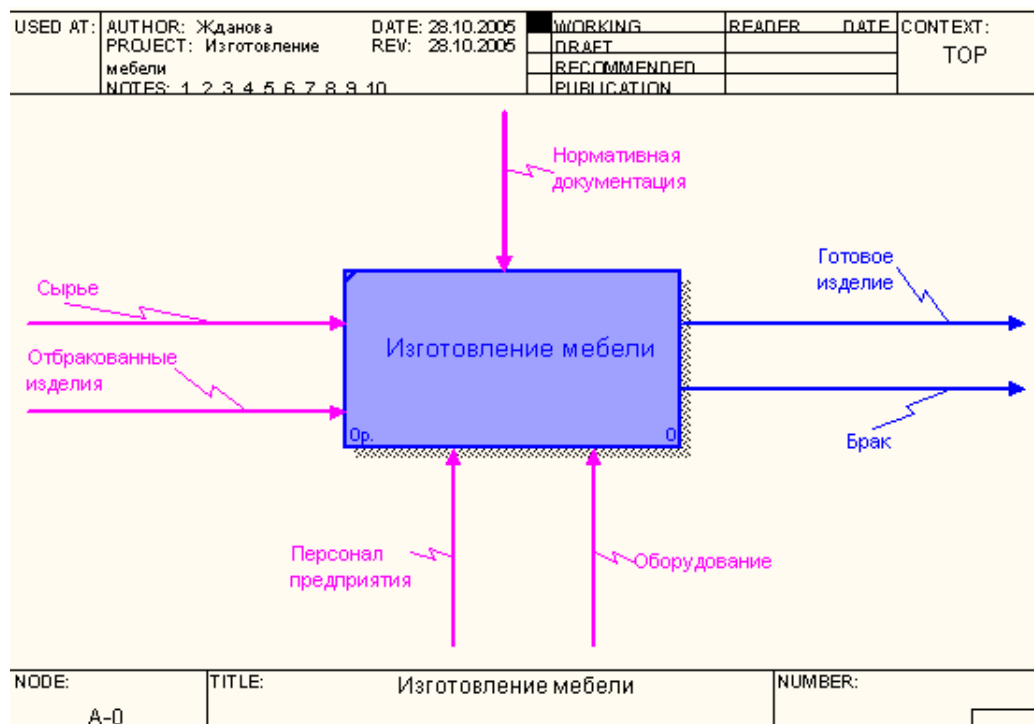 USED AT: AUTHOR: Жданова DATE: 28.10.2005 WORKING READER DATE CONTEXT:
PROJECT: Изготовление REV: 28.10.2005 DRAFT TOP
мебели RECOMMENDED
NOTES: 1 2 3 4 5 6 7 8 9 10 PUBLICATION
Нормативная
документация
Готовое
изделие
Сырье
Изготовление мебели
Отбракованные
изделия
0р. 0
Брак
Персонал
предприятия
Оборудование
NODE: TITLE: Изготовление мебели NUMBER:
A-0